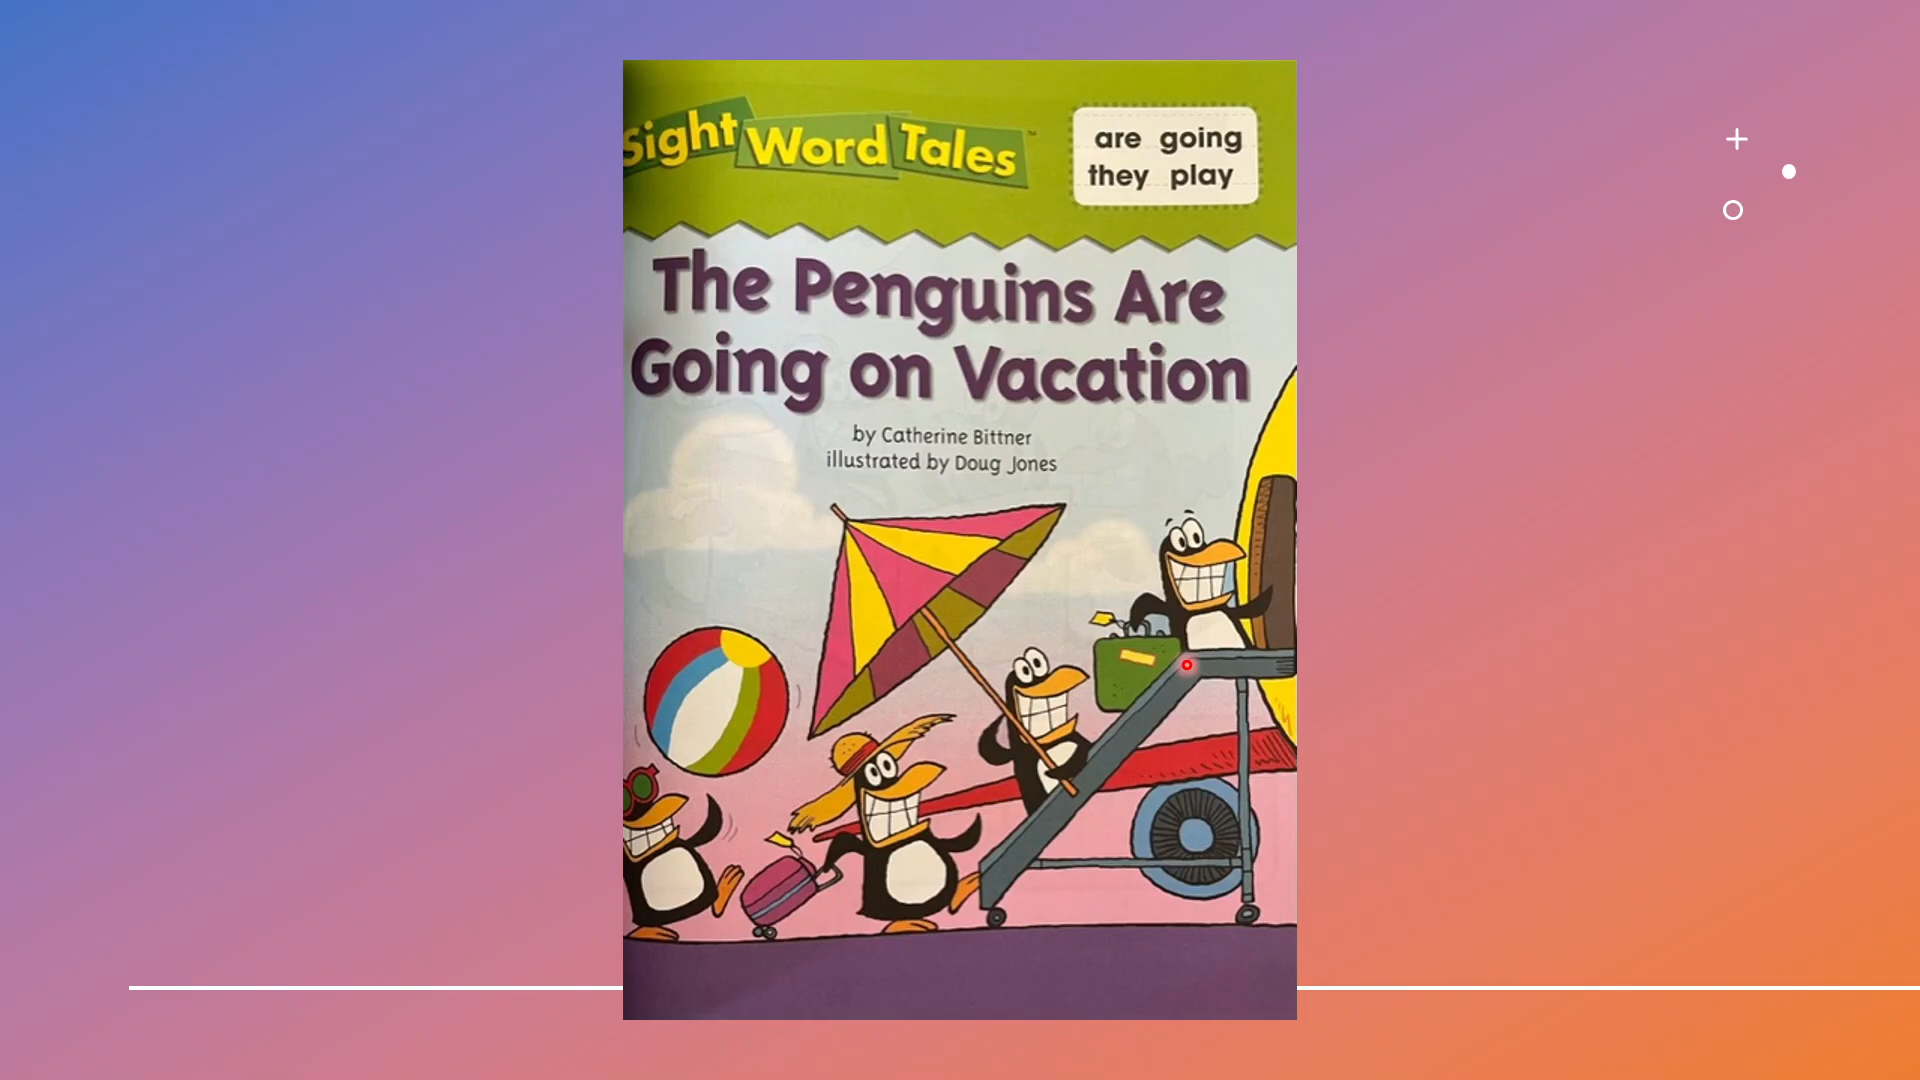 Sight Word Tales™
are going
they play
The Penguins Are
Going on Vacation
by Catherine Bittner
illustrated by Doug Jones